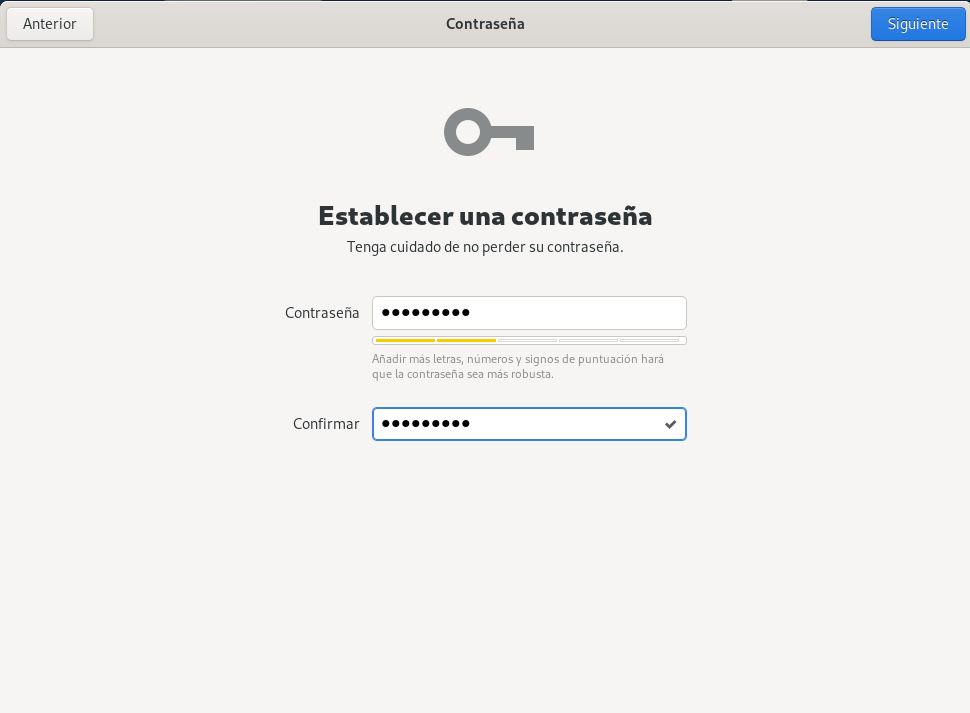 Anterior
Contraseña
Siguiente
Establecer una contraseña
Tenga cuidado de no perder su contraseña.
Contraseña
●●●●●●●●●
Añadir más letras, números y signos de puntuación hará
que la contraseña sea más robusta.
Confirmar
●●●●●●●●●